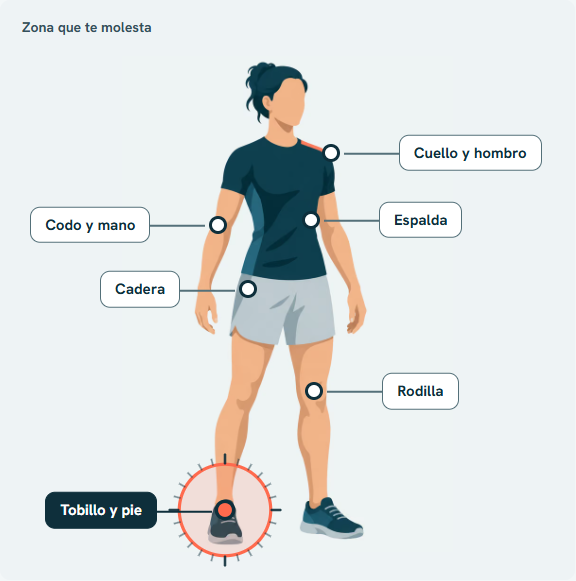 Zona que te molesta
Cuello y hombro
Codo y mano
Espalda
Cadera
Rodilla
Tobillo y pie